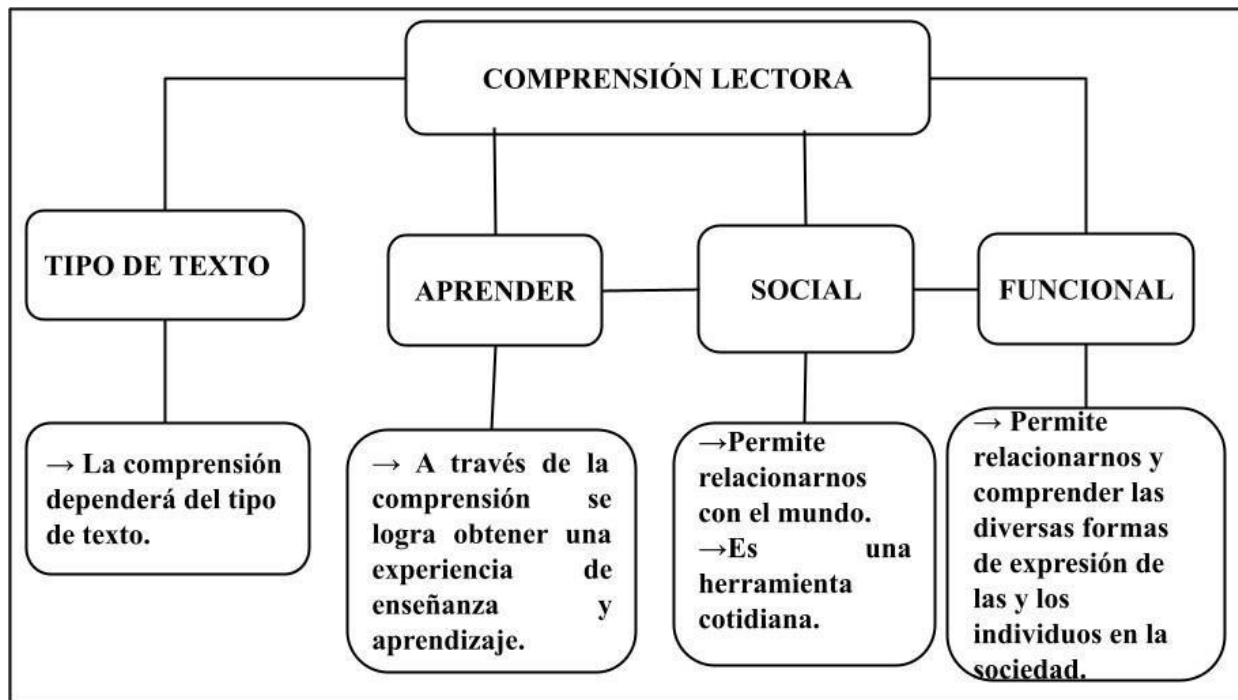 COMPRENSIÓN LECTORA
TIPO DE TEXTO
APRENDER
SOCIAL
FUNCIONAL
→ La comprensión
dependerá del tipo
de texto.
→ A través de la
comprensión se
logra obtener una
experiencia de
enseñanza y
aprendizaje.
→Permite
relacionarnos
con el mundo.
→Es una
herramienta
cotidiana.
→ Permite
relacionarnos y
comprender las
diversas formas
de expresión de
las y los
individuos en la
sociedad.